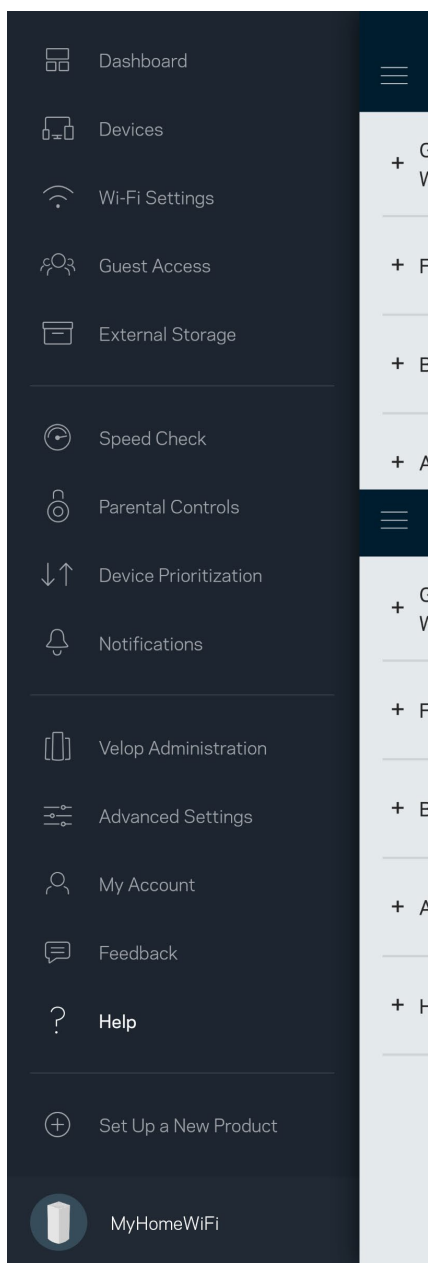 Dashboard
Devices
Wi-Fi Settings
Guest Access
External Storage
Speed Check
Parental Controls
Device Prioritization
Notifications
Velop Administration
Advanced Settings
My Account
Feedback
Help
Set Up a New Product
MyHomeWiFi